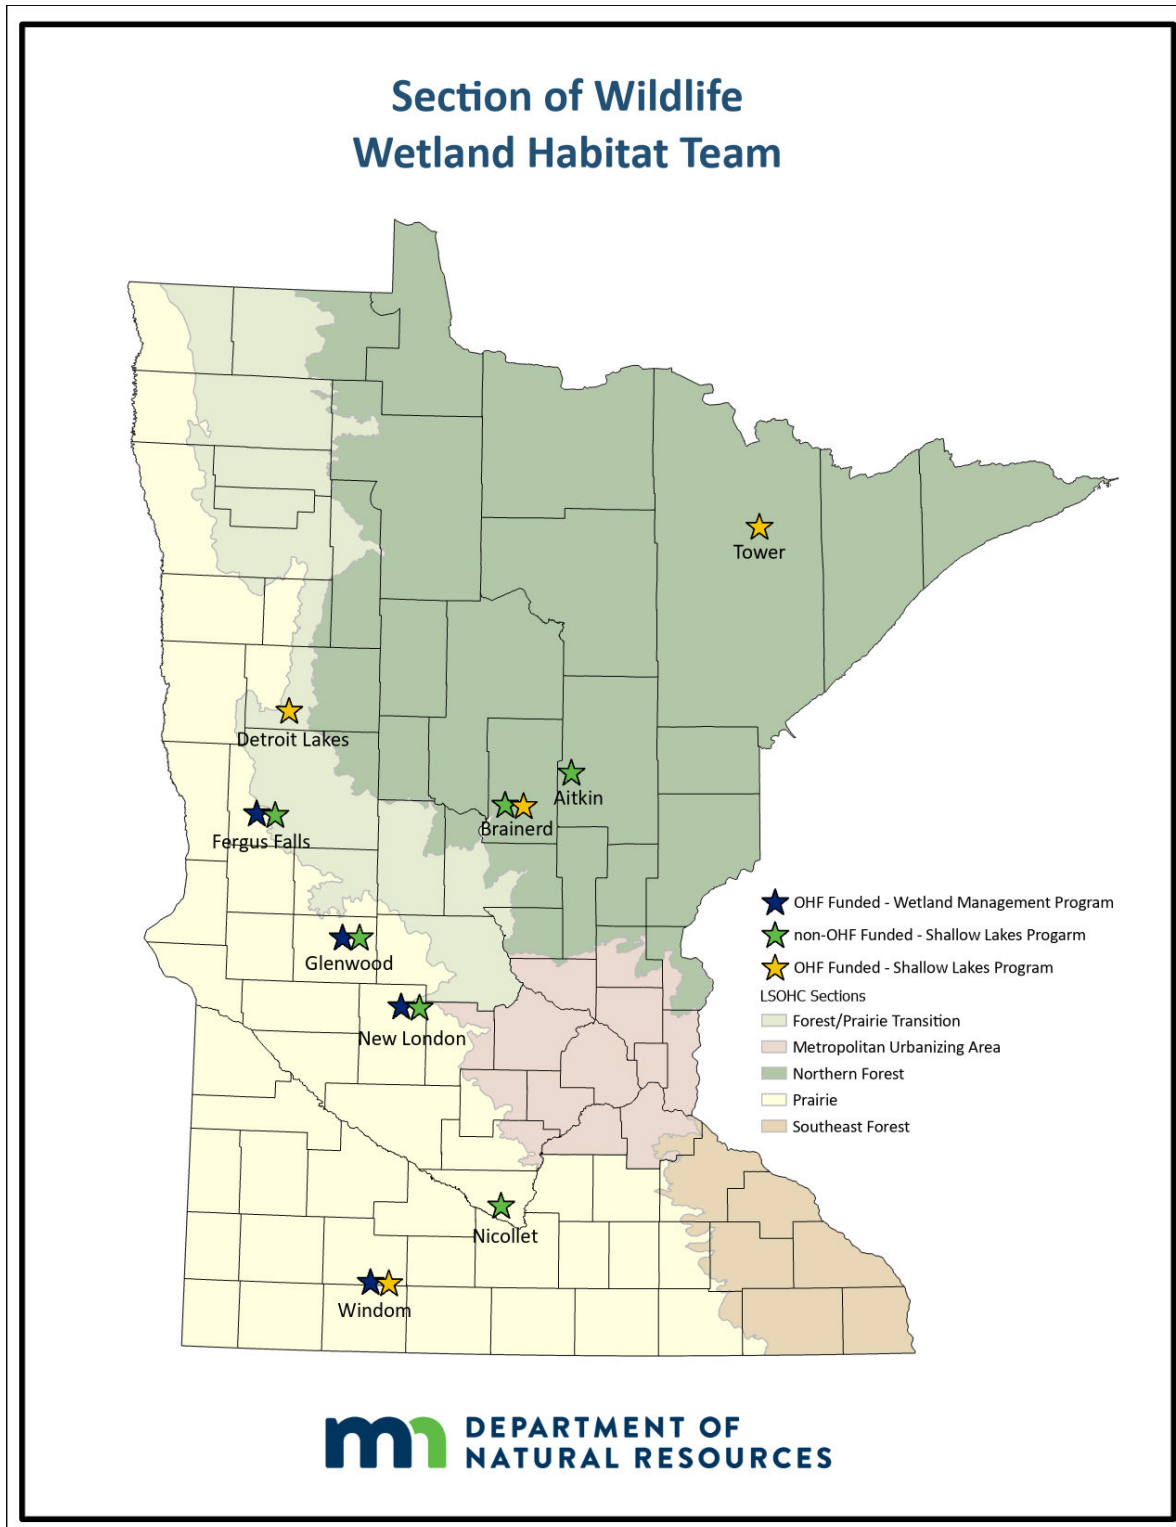 Section of Wildlife
Wetland Habitat Team
Tower
Detroit Lakes
Aitkin
Brainerd
Fergus Falls
Glenwood
New London
Nicollet
Windom
OHF Funded - Wetland Management Program
non-OHF Funded - Shallow Lakes Progarm
OHF Funded - Shallow Lakes Program
LSOHC Sections
Forest/Prairie Transition
Metropolitan Urbanizing Area
Northern Forest
Prairie
Southeast Forest
mn DEPARTMENT OF
NATURAL RESOURCES